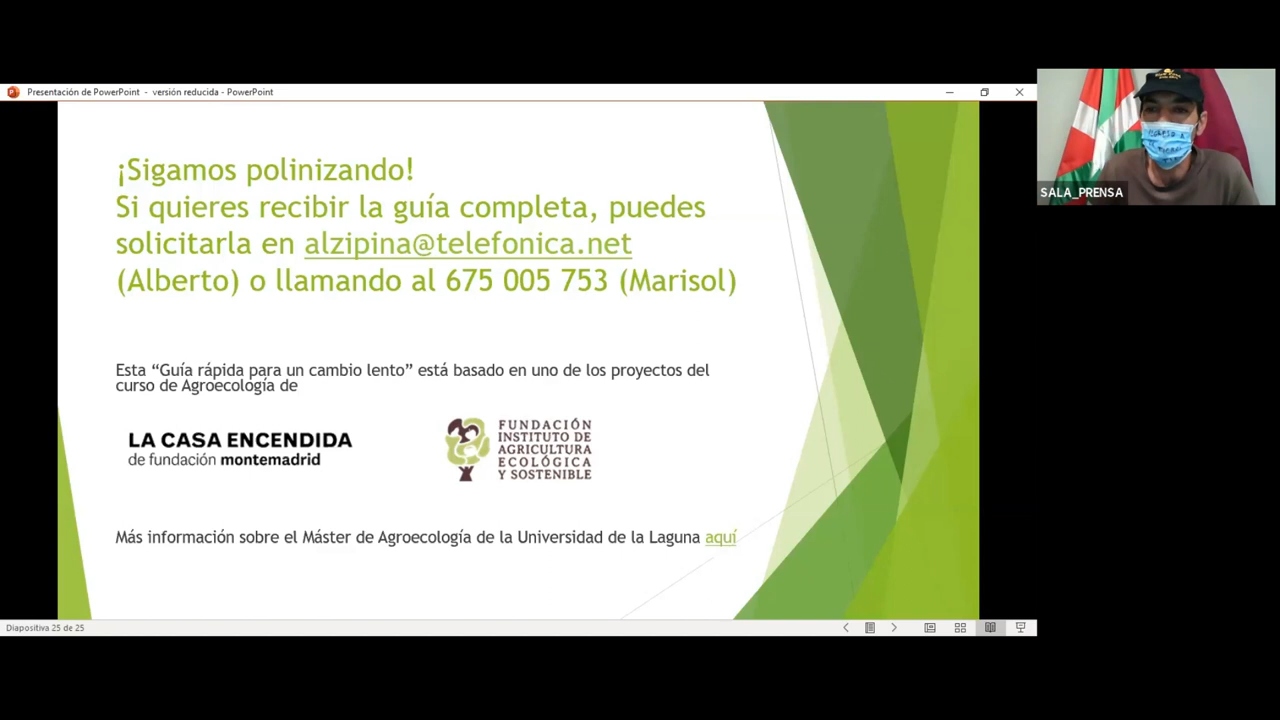 Presentación de PowerPoint - versión reducida - PowerPoint
¡Sigamos polinizando!
Si quieres recibir la guía completa, puedes
solicitarla en alzipina@telefonica.net
(Alberto) o llamando al 675 005 753 (Marisol)
Esta “Guía rápida para un cambio lento” está basado en uno de los proyectos del
curso de Agroecología de
LA CASA ENCENDIDA
de fundación montemadrid
FUNDACIÓN
INSTITUTO DE
AGRICULTURA
ECOLÓGICA
Y SOSTENIBLE
Más información sobre el Máster de Agroecología de la Universidad de la Laguna aquí
Diapositiva 25 de 25
SALA_PRENSA